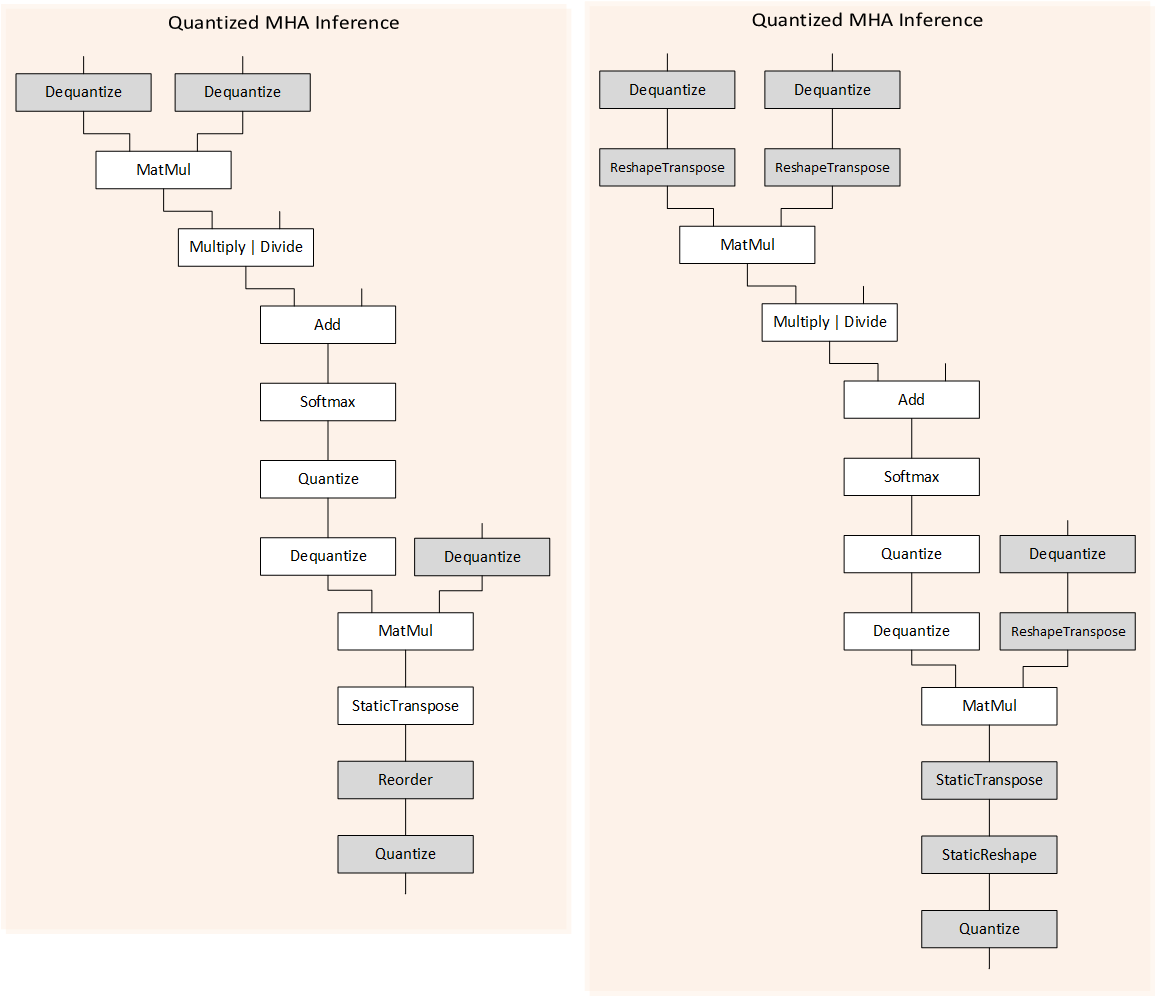 Quantized MHA Inference
Dequantize
Dequantize
MatMul
Multiply | Divide
Add
Softmax
Quantize
Dequantize
Dequantize
MatMul
StaticTranspose
Reorder
Quantize
Quantized MHA Inference
Dequantize
Dequantize
ReshapeTranspose
ReshapeTranspose
MatMul
Multiply | Divide
Add
Softmax
Quantize
Dequantize
Dequantize
ReshapeTranspose
MatMul
StaticTranspose
StaticReshape
Quantize